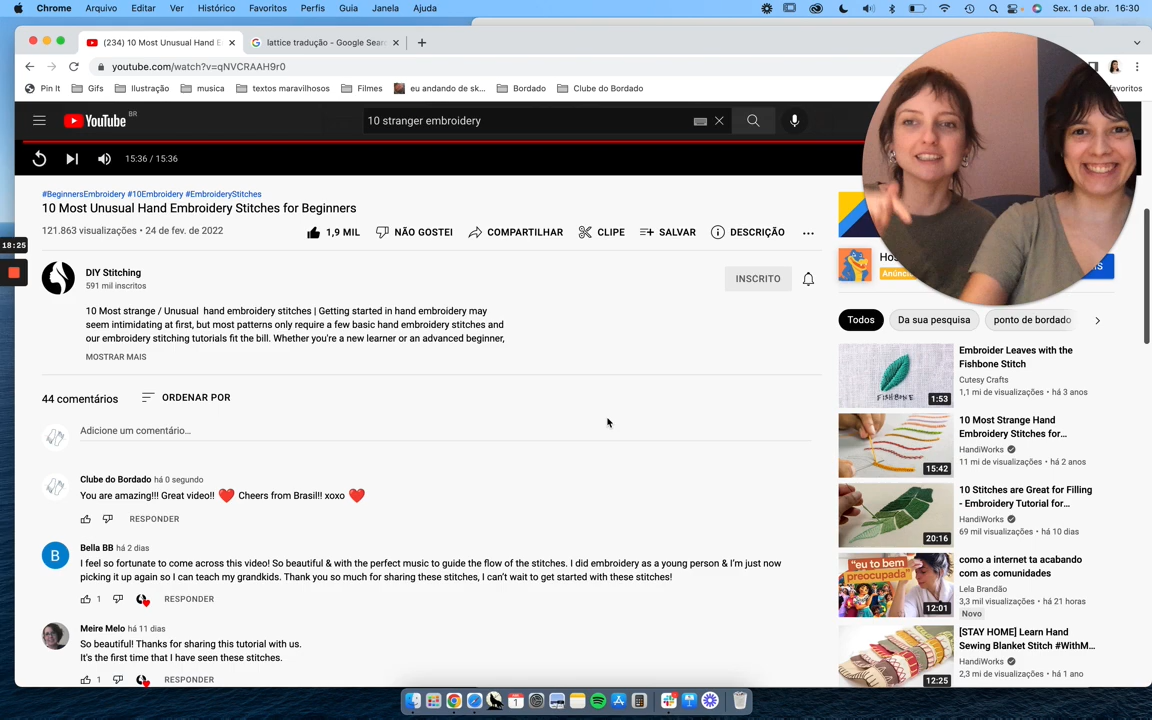 Chrome Arquivo Editar Ver Histórico Favoritos Perfis Guia Janela Ajuda
Sex. 1 de abr. 16:30
(234) 10 Most Unusual Hand E
lattice tradução - Google Sear
youtube.com/watch?v=qNVCRAAH9r0
Pin It Gifs Ilustração musica textos maravilhosos Filmes eu andando de sk... Bordado Clube do Bordado
favoritos
YouTube BR
10 stranger embroidery
15:36 / 15:36
#BeginnersEmbroidery #10Embroidery #EmbroideryStitches
10 Most Unusual Hand Embroidery Stitches for Beginners
121.863 visualizações • 24 de fev. de 2022
1,9 MIL NÃO GOSTEI COMPARTILHAR CLIPE SALVAR DESCRIÇÃO
18:25
DIY Stitching
591 mil inscritos
INSCRITO
10 Most strange / Unusual hand embroidery stitches | Getting started in hand embroidery may
seem intimidating at first, but most patterns only require a few basic hand embroidery stitches and
our embroidery stitching tutorials fit the bill. Whether you're a new learner or an advanced beginner,
MOSTRAR MAIS
44 comentários ORDENAR POR
Adicione um comentário...
Clube do Bordado há 0 segundo
You are amazing!!! Great video!! ❤️ Cheers from Brasil!! xoxo ❤️
RESPONDER
B
Bella BB há 2 dias
I feel so fortunate to come across this video! So beautiful & with the perfect music to guide the flow of the stitches. I did embroidery as a young person & I'm just now
picking it up again so I can teach my grandkids. Thank you so much for sharing these stitches, I can't wait to get started with these stitches!
1 RESPONDER
Meire Melo há 11 dias
So beautiful! Thanks for sharing this tutorial with us.
It's the first time that I have seen these stitches.
1 RESPONDER
Hos
Anúnc
IS
Todos Da sua pesquisa ponto de bordado
FISHBONE
1:53
Embroider Leaves with the
Fishbone Stitch
Cutesy Crafts
1,1 mi de visualizações • há 3 anos
15:42
10 Most Strange Hand
Embroidery Stitches for...
HandiWorks
11 mi de visualizações • há 2 anos
20:16
10 Stitches are Great for Filling
- Embroidery Tutorial for...
HandiWorks
69 mil visualizações • há 10 dias
"eu to bem"
preocupada"
12:01
como a internet ta acabando
com as comunidades
Lela Brandão
3,3 mil visualizações • há 21 horas
Novo
12:25
[STAY HOME] Learn Hand
Sewing Blanket Stitch #WithM...
HandiWorks
2,3 mi de visualizações • há 1 ano